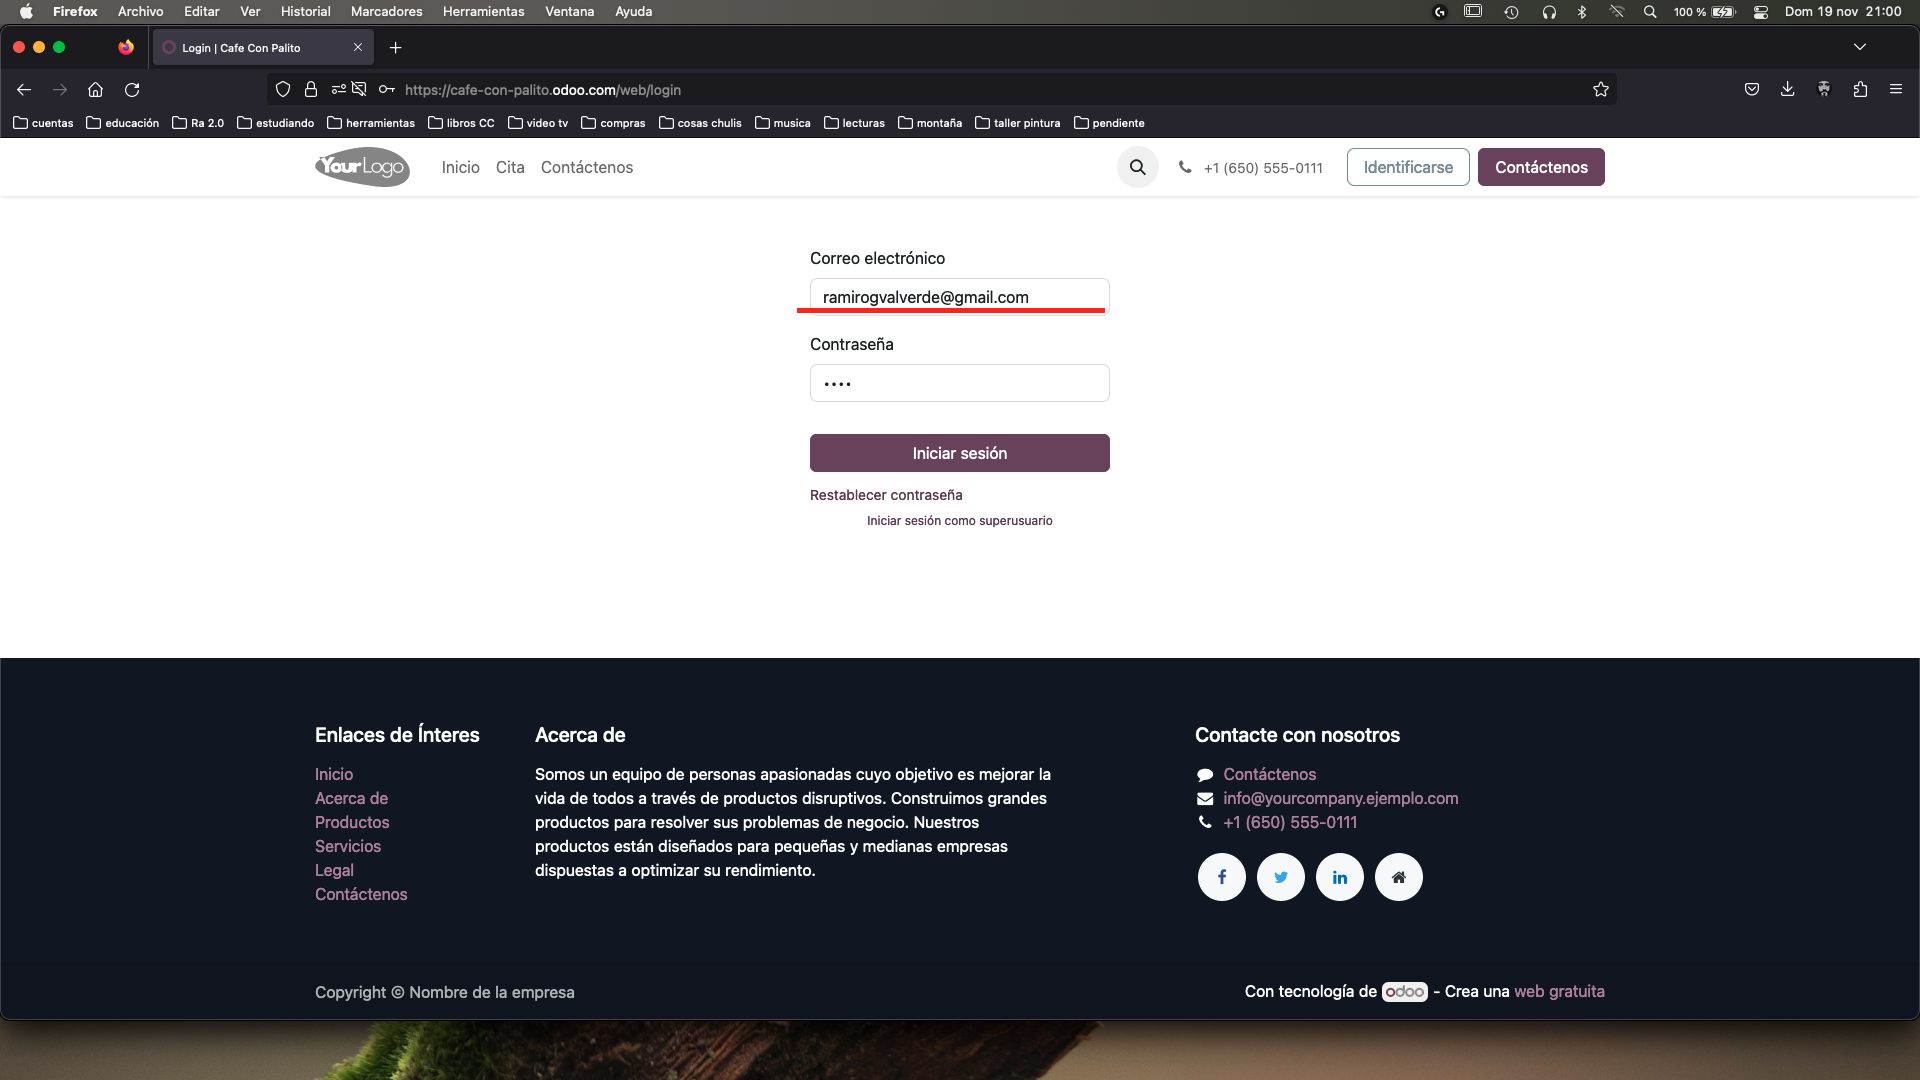 Firefox Archivo Editar Ver Historial Marcadores Herramientas Ventana Ayuda 100 % Dom 19 nov 21:00
Login | Cafe Con Palito
https://cafe-con-palito.odoo.com/web/login
cuentas educación Ra 2.0 estudiando herramientas libros CC video tv compras cosas chulis musica lecturas montaña taller pintura pendiente
YourLogo Inicio Cita Contáctenos +1 (650) 555-0111 Identificarse Contáctenos
Correo electrónico
ramirogvalverde@gmail.com
Contraseña
••••
Iniciar sesión
Restablecer contraseña
Iniciar sesión como superusuario
Enlaces de Ínteres
Inicio
Acerca de
Productos
Servicios
Legal
Contáctenos
Acerca de
Somos un equipo de personas apasionadas cuyo objetivo es mejorar la
vida de todos a través de productos disruptivos. Construimos grandes
productos para resolver sus problemas de negocio. Nuestros
productos están diseñados para pequeñas y medianas empresas
dispuestas a optimizar su rendimiento.
Contacte con nosotros
Contáctenos
info@yourcompany.ejemplo.com
+1 (650) 555-0111
Copyright © Nombre de la empresa
Con tecnología de odoo - Crea una web gratuita